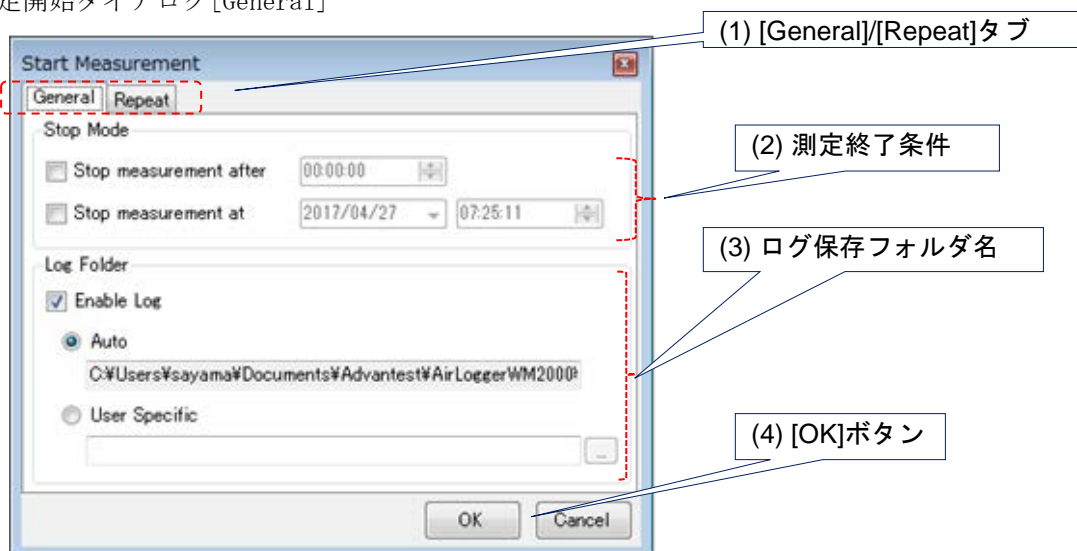 定開始ダイアログ[General]
(1) [General]/[Repeat]タブ
Start Measurement
General Repeat
Stop Mode
(2) 測定終了条件
Stop measurement after 00:00:00
Stop measurement at 2017/04/27 07:25:11
(3) ログ保存フォルダ名
Log Folder
Enable Log
Auto
C:¥Users¥sayama¥Documents¥Advantest¥AirLoggerWM2000¥
User Specific
...
(4) [OK]ボタン
OK Cancel